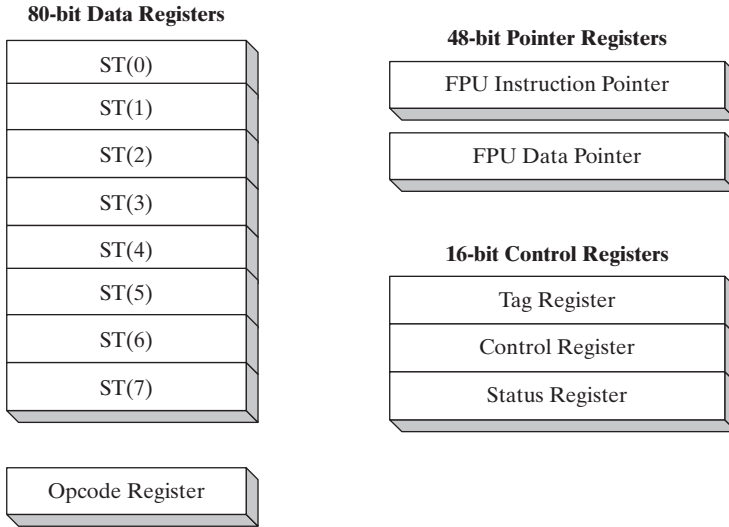 80-bit Data Registers
ST(0)
ST(1)
ST(2)
ST(3)
ST(4)
ST(5)
ST(6)
ST(7)
Opcode Register
48-bit Pointer Registers
FPU Instruction Pointer
FPU Data Pointer
16-bit Control Registers
Tag Register
Control Register
Status Register